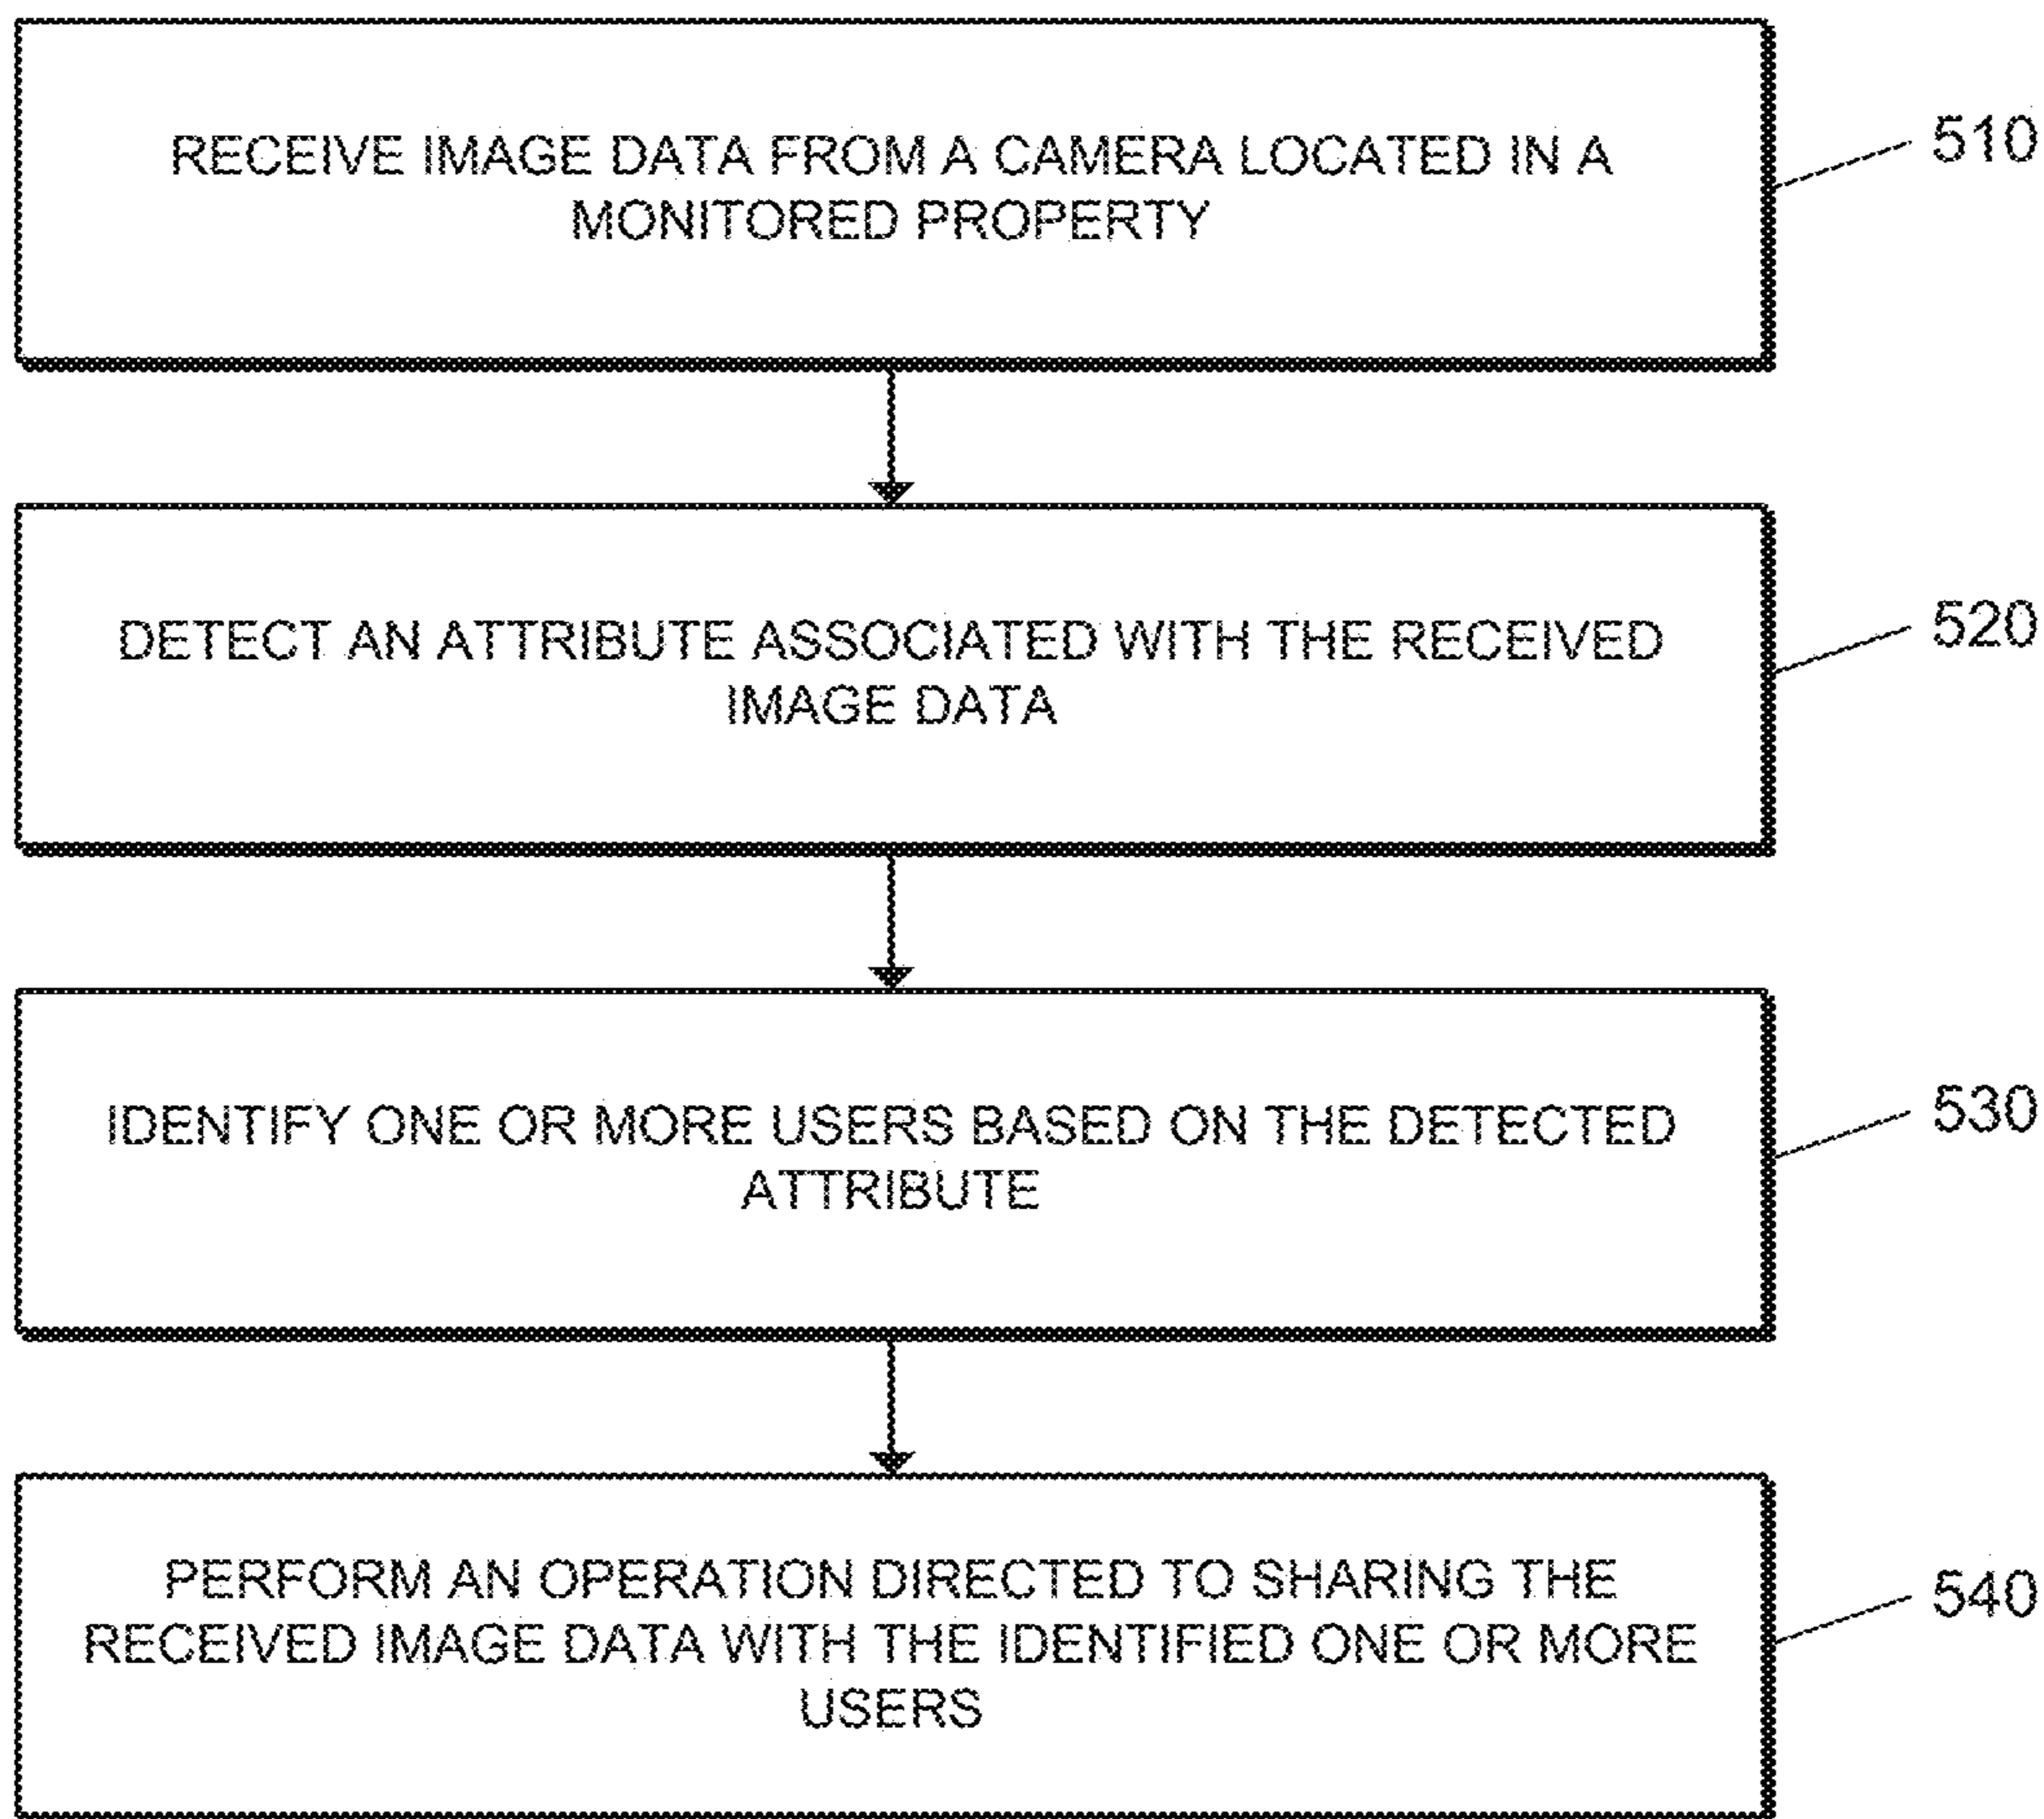 RECEIVE IMAGE DATA FROM A CAMERA LOCATED IN A
MONITORED PROPERTY
510
DETECT AN ATTRIBUTE ASSOCIATED WITH THE RECEIVED
IMAGE DATA
520
IDENTIFY ONE OR MORE USERS BASED ON THE DETECTED
ATTRIBUTE
530
PERFORM AN OPERATION DIRECTED TO SHARING THE
RECEIVED IMAGE DATA WITH THE IDENTIFIED ONE OR MORE
USERS
540